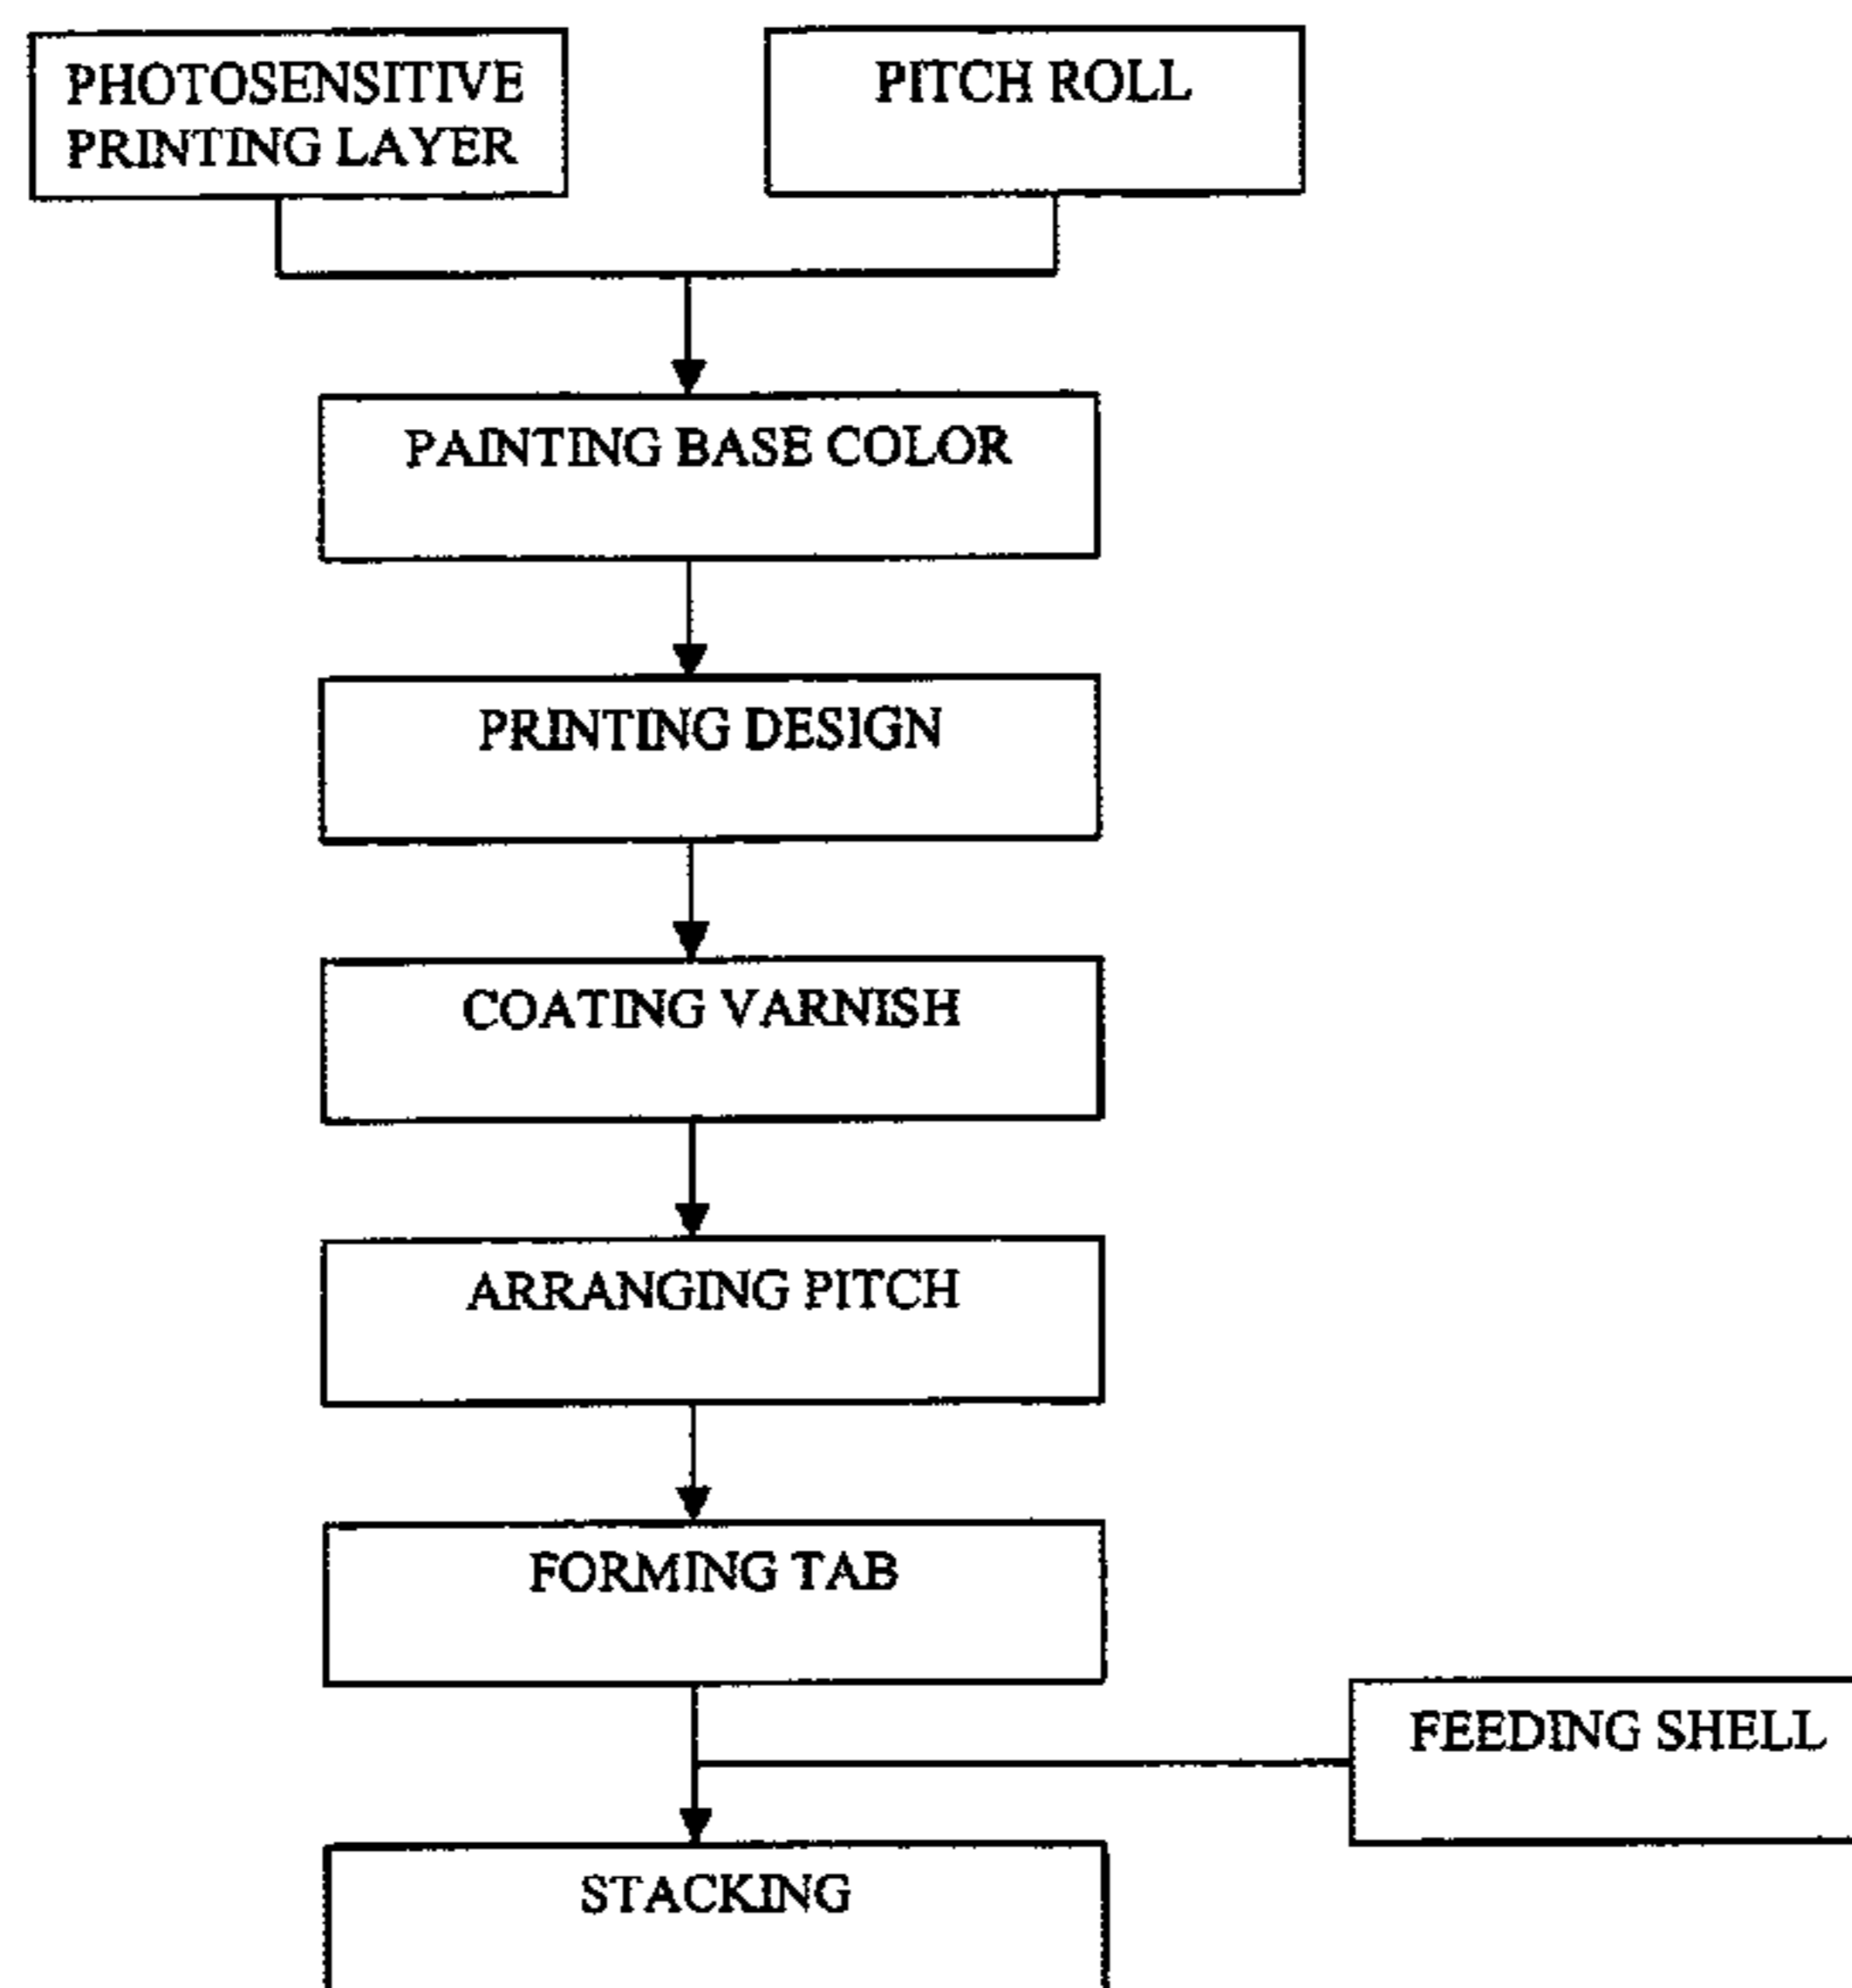 PHOTOSENSITIVE
PRINTING LAYER
PITCH ROLL
PAINTING BASE COLOR
PRINTING DESIGN
COATING VARNISH
ARRANGING PITCH
FORMING TAB
FEEDING SHELL
STACKING